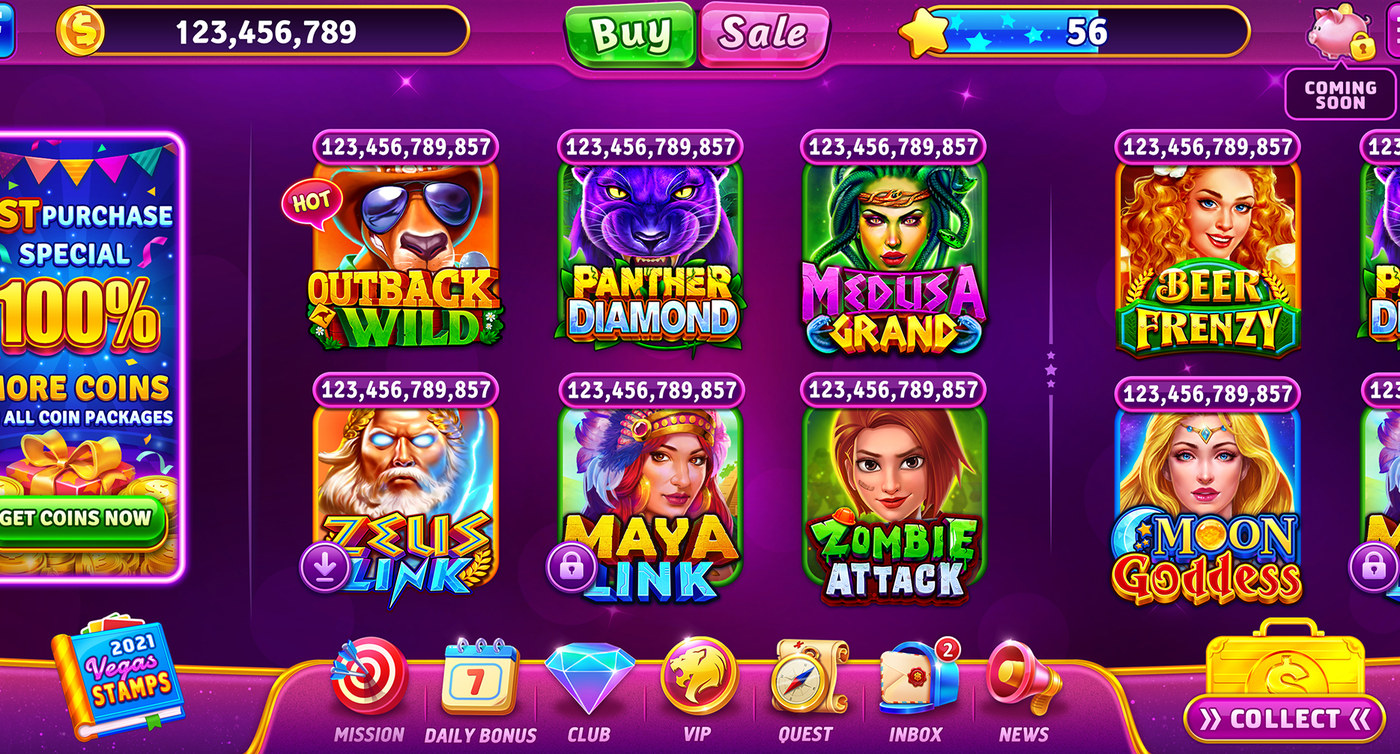 123,456,789
Buy
Sale
56
COMING
SOON
ST PURCHASE
SPECIAL
100%
MORE COINS
ALL COIN PACKAGES
GET COINS NOW
123,456,789,857
HOT
OUTBACK
WILD
123,456,789,857
PANTHER
DIAMOND
123,456,789,857
MEDUSA
GRAND
123,456,789,857
BEER
FRENZY
123,456,789,857
ZEUS
LINK
123,456,789,857
MAYA
LINK
123,456,789,857
ZOMBIE
ATTACK
123,456,789,857
MOON
Goddess
2021
Vegas
STAMPS
MISSION
7
DAILY BONUS
CLUB
VIP
QUEST
2
INBOX
NEWS
» COLLECT «